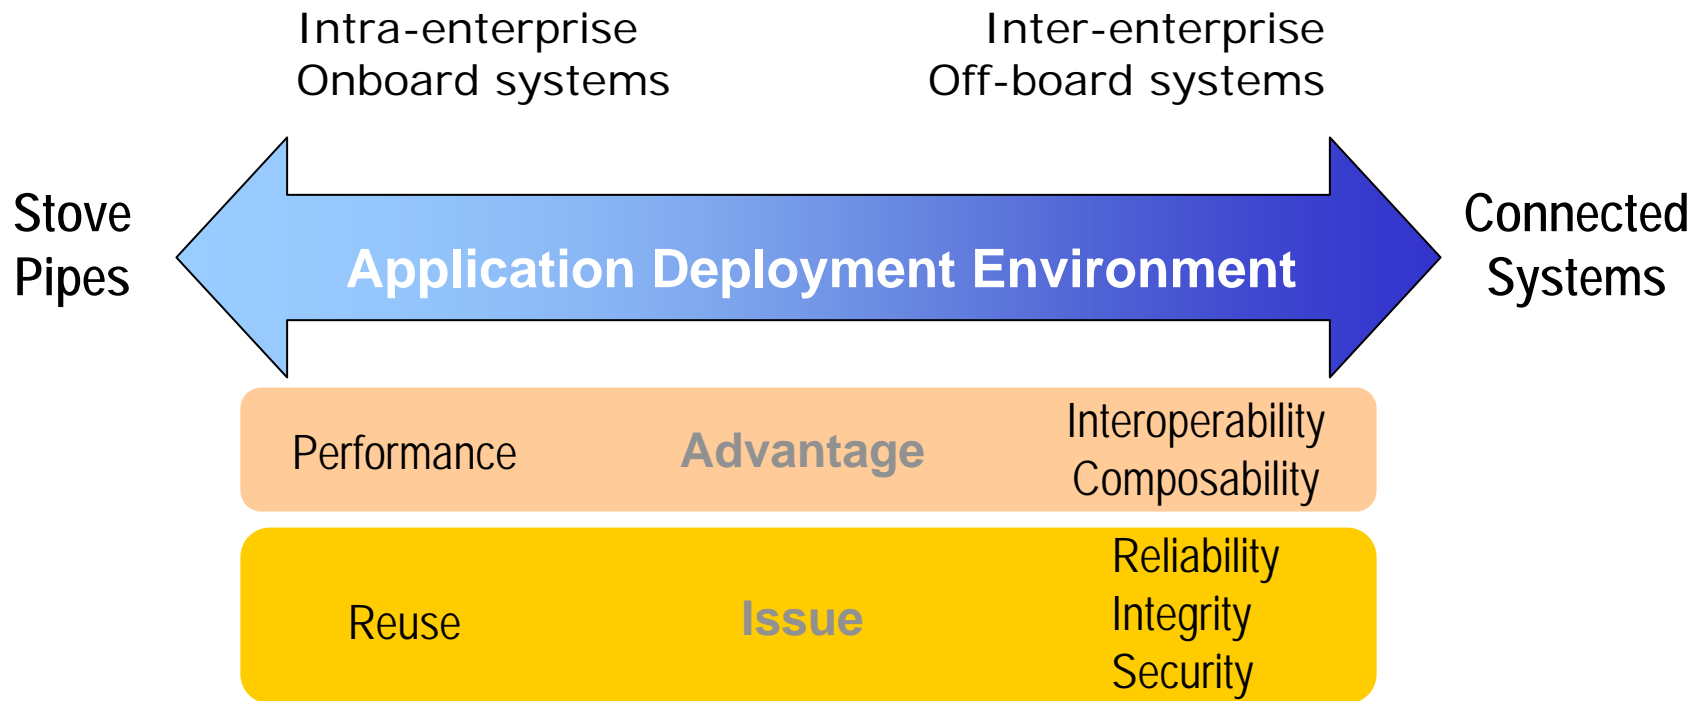 Intra-enterprise
Onboard systems
Inter-enterprise
Off-board systems
Stove
Pipes
Application Deployment Environment
Connected
Systems
Performance
Advantage
Interoperability
Composability
Reuse
Issue
Reliability
Integrity
Security